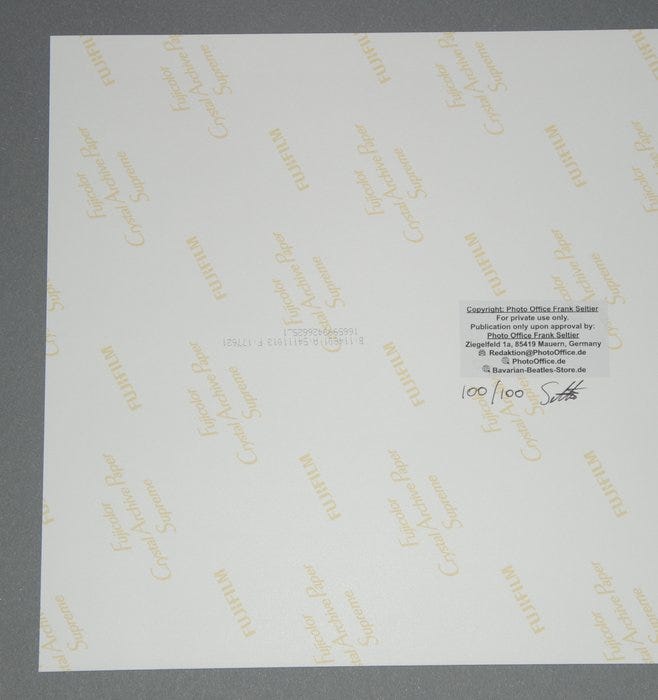 FUJIFILM
Fujicolor
Crystal Archive Paper
Supreme
Copyright: Photo Office Frank Seltier
For private use only.
Publication only upon approval by:
Photo Office Frank Seltier
Ziegelfeld 1a, 85419 Mauern, Germany
Redaktion@PhotoOffice.de
PhotoOffice.de
Bavarian-Beatles-Store.de
100/100